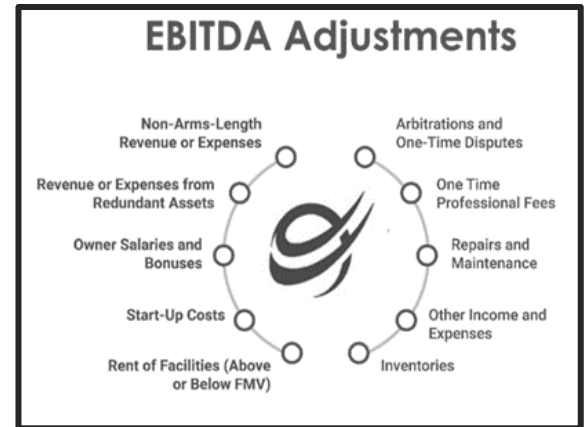 EBITDA Adjustments
Non-Arms-Length
Revenue or Expenses
Revenue or Expenses from
Redundant Assets
Owner Salaries and
Bonuses
Start-Up Costs
Rent of Facilities (Above
or Below FMV)
Arbitrations and
One-Time Disputes
One Time
Professional Fees
Repairs and
Maintenance
Other Income and
Expenses
Inventories